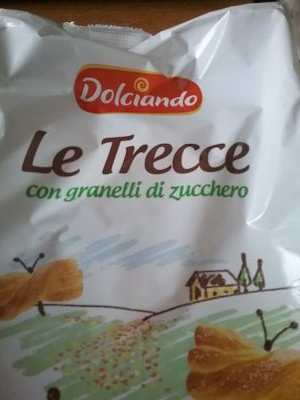 Dolciando
Le Trecce
con granelli di zucchero